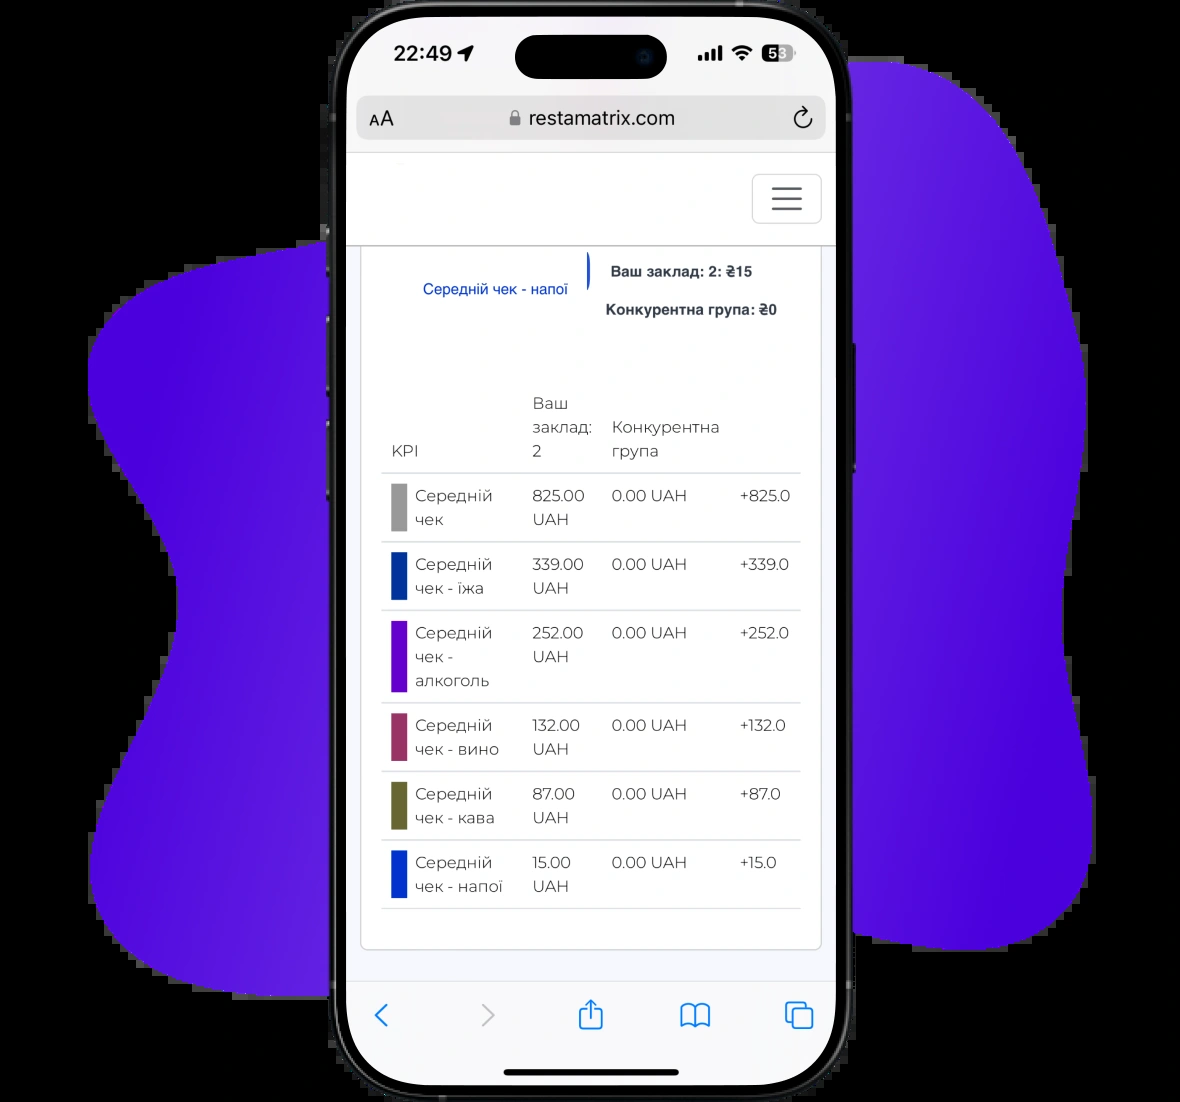 22:49
53
AA
restamatrix.com
Ваш заклад: 2: ₴15
Середній чек - напої
Конкурентна група: ₴0
Ваш
заклад: Конкурентна
KPI 2 група
Середній 825.00 0.00 UAH +825.0
чек UAH
Середній 339.00 0.00 UAH +339.0
чек - їжа UAH
Середній 252.00 0.00 UAH +252.0
чек - UAH
алкоголь
Середній 132.00 0.00 UAH +132.0
чек - вино UAH
Середній 87.00 0.00 UAH +87.0
чек - кава UAH
Середній 15.00 0.00 UAH +15.0
чек - напої UAH